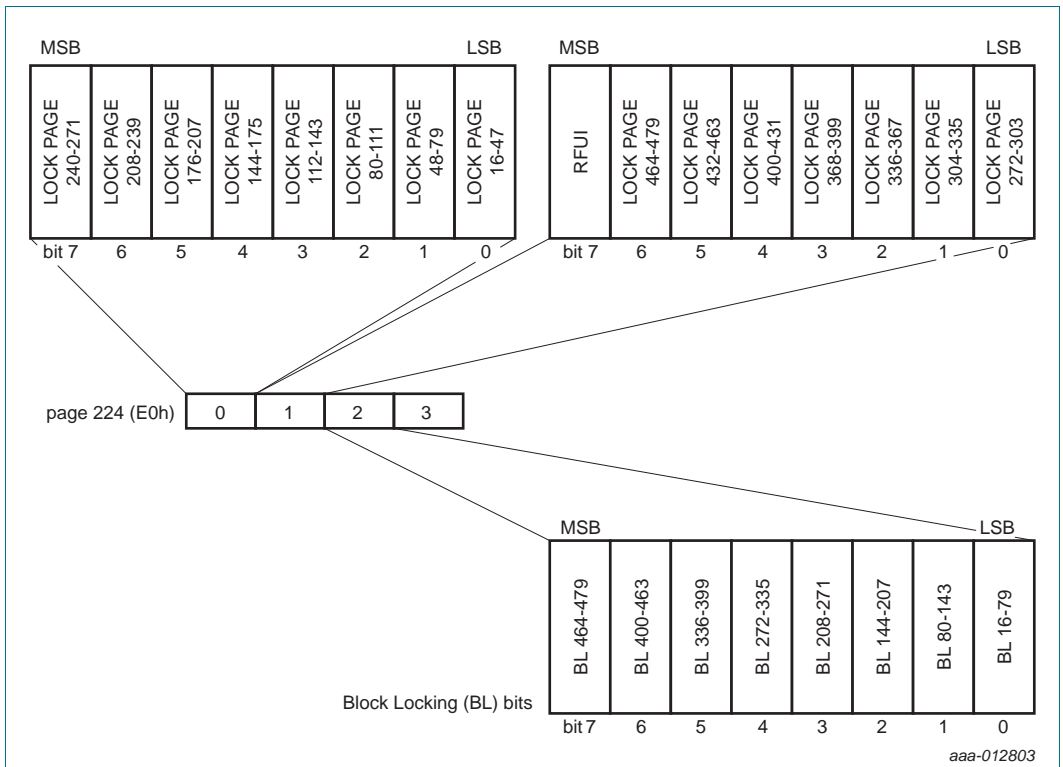 MSB LSB
LOCK PAGE 240-271
LOCK PAGE 208-239
LOCK PAGE 176-207
LOCK PAGE 144-175
LOCK PAGE 112-143
LOCK PAGE 80-111
LOCK PAGE 48-79
LOCK PAGE 16-47
bit 7 6 5 4 3 2 1 0
MSB LSB
RFUI
LOCK PAGE 464-479
LOCK PAGE 432-463
LOCK PAGE 400-431
LOCK PAGE 368-399
LOCK PAGE 336-367
LOCK PAGE 304-335
LOCK PAGE 272-303
bit 7 6 5 4 3 2 1 0
page 224 (E0h) 0 1 2 3
MSB LSB
BL 464-479
BL 400-463
BL 336-399
BL 272-335
BL 208-271
BL 144-207
BL 80-143
BL 16-79
Block Locking (BL) bits
bit 7 6 5 4 3 2 1 0
aaa-012803